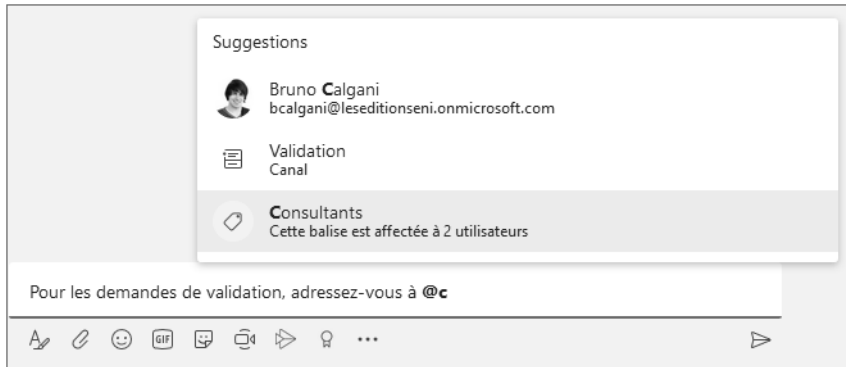 Suggestions
Bruno Calgani
bcalgani@leseditionseni.onmicrosoft.com
Validation
Canal
Consultants
Cette balise est affectée à 2 utilisateurs
Pour les demandes de validation, adressez-vous à @c
GIF